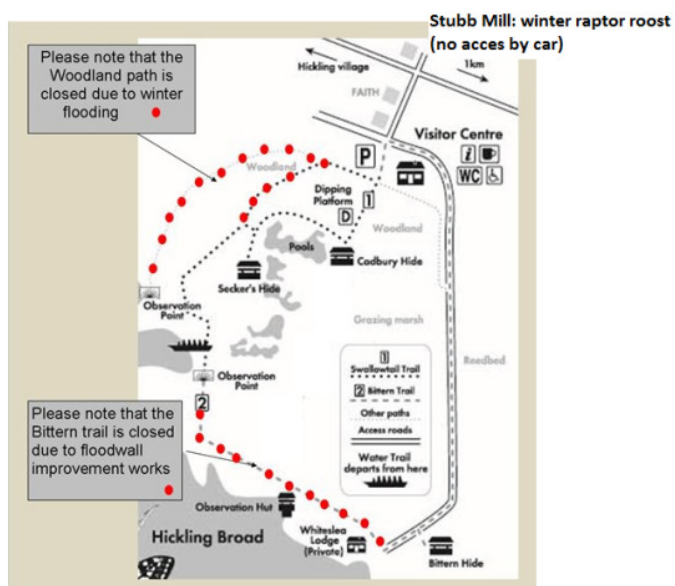 Stubb Mill: winter raptor roost
(no acces by car)
Please note that the
Woodland path is
closed due to winter
flooding
Hickling village
1km
FAITH
Visitor Centre
P
i
WC
Woodland
Dipping
Platform
1
D
Woodland
Pools
Cadbury Hide
Secker's Hide
Observation
Point
Grazing marsh
Reedbed
1
Swallowtail Trail
2 Bittern Trail
Other paths
Access roads
Water Trail
departs from here
Observation
Point
2
Please note that the
Bittern trail is closed
due to floodwall
improvement works
Observation Hut
Hickling Broad
Whiteslea
Lodge
(Private)
Bittern Hide